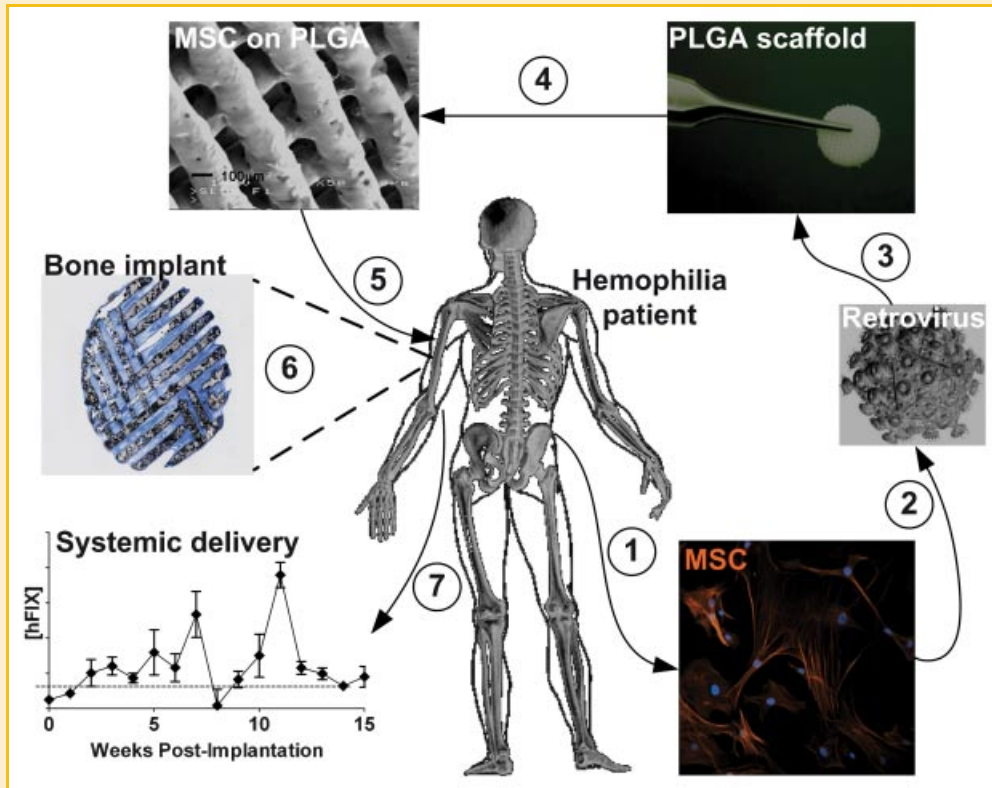 MSC on PLGA
PLGA scaffold
4
100μm
3
5
Bone implant
Hemophilia
patient
Retrovirus
6
2
1
Systemic delivery
7
MSC
[hFIX]
0 5 10 15
Weeks Post-Implantation